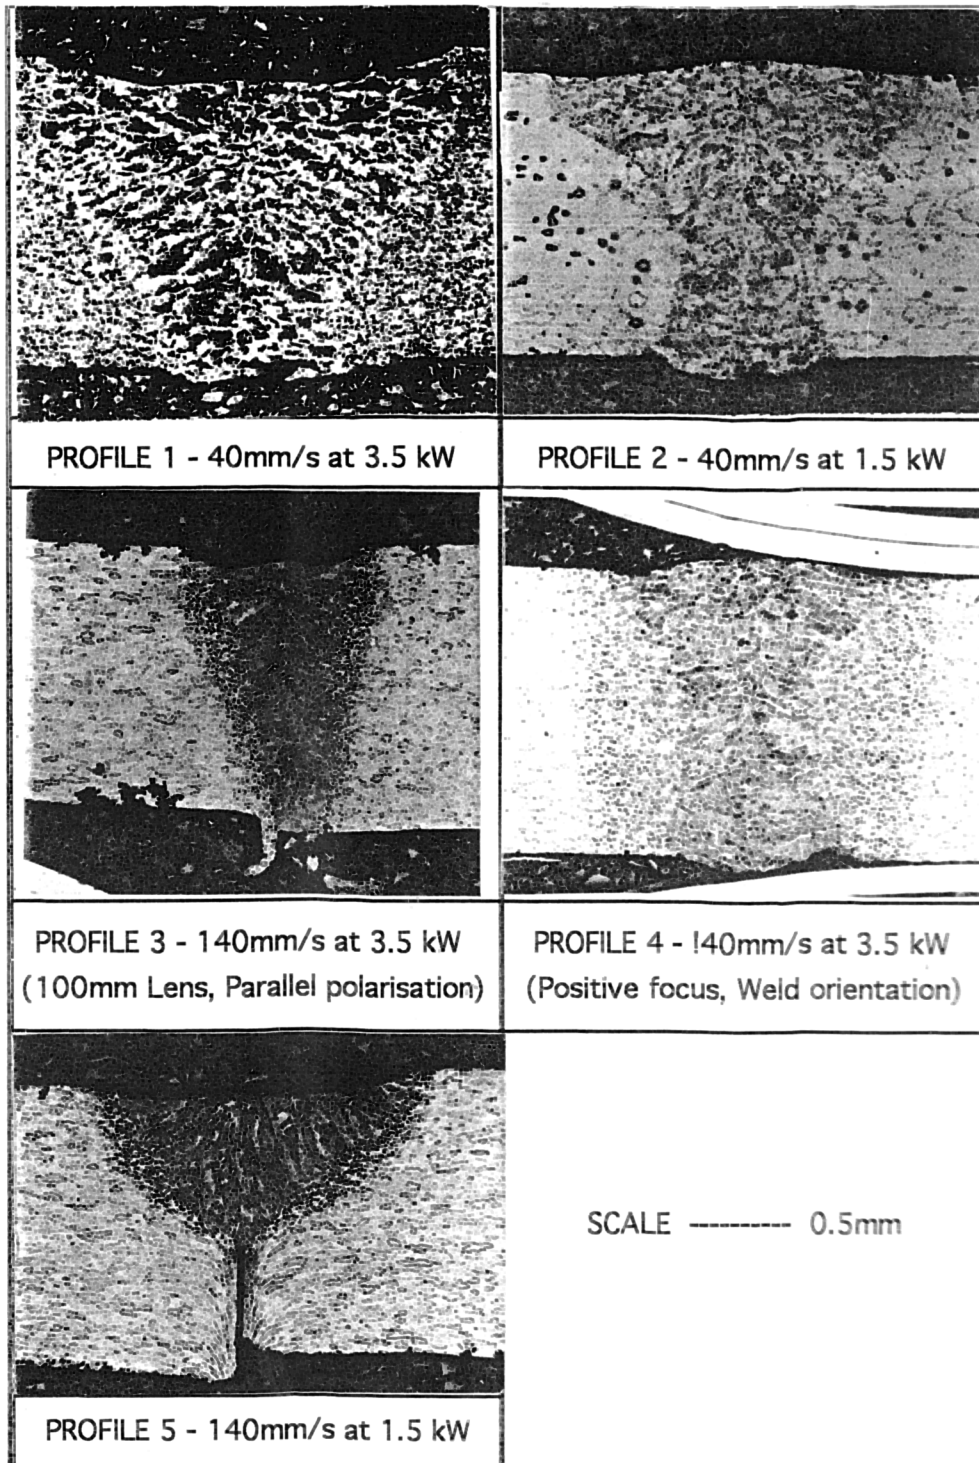 PROFILE 1 - 40mm/s at 3.5 kW
PROFILE 2 - 40mm/s at 1.5 kW
PROFILE 3 - 140mm/s at 3.5 kW
(100mm Lens, Parallel polarisation)
PROFILE 4 - !40mm/s at 3.5 kW
(Positive focus, Weld orientation)
SCALE ---------- 0.5mm
PROFILE 5 - 140mm/s at 1.5 kW